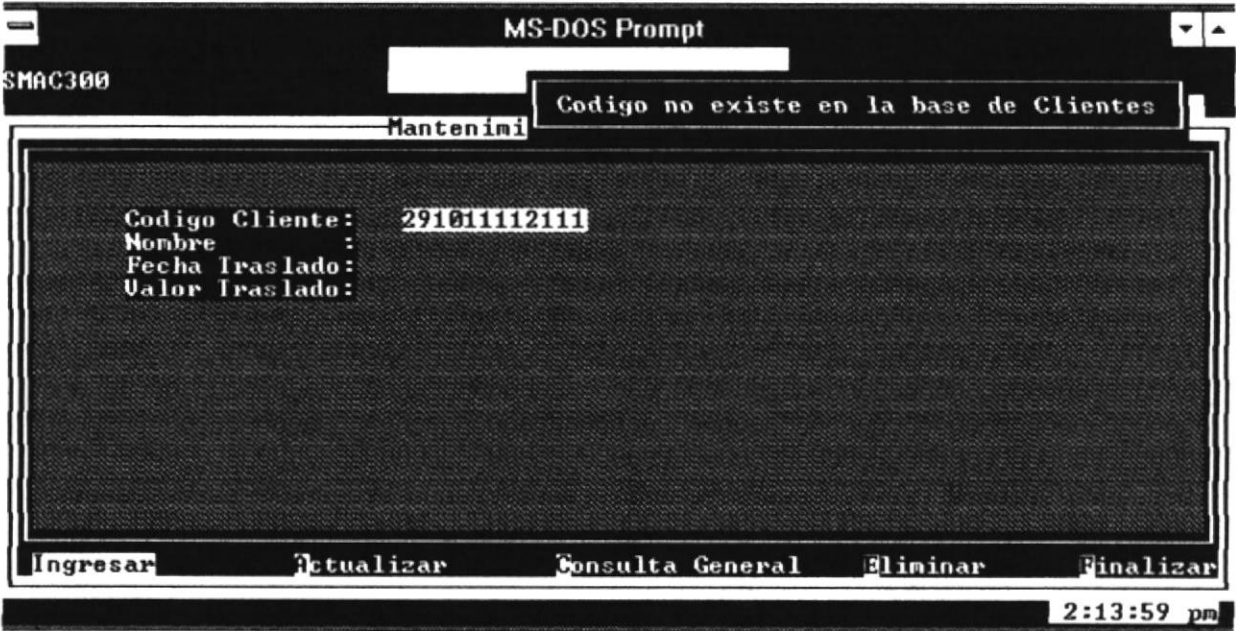 MS-DOS Prompt
SMAC300
Codigo no existe en la base de Clientes
Mantenimi
Codigo Cliente: 291011112111
Nombre :
Fecha Traslado:
Valor Traslado:
Ingresar Actualizar Consulta General Eliminar Finalizar
2:13:59 pm